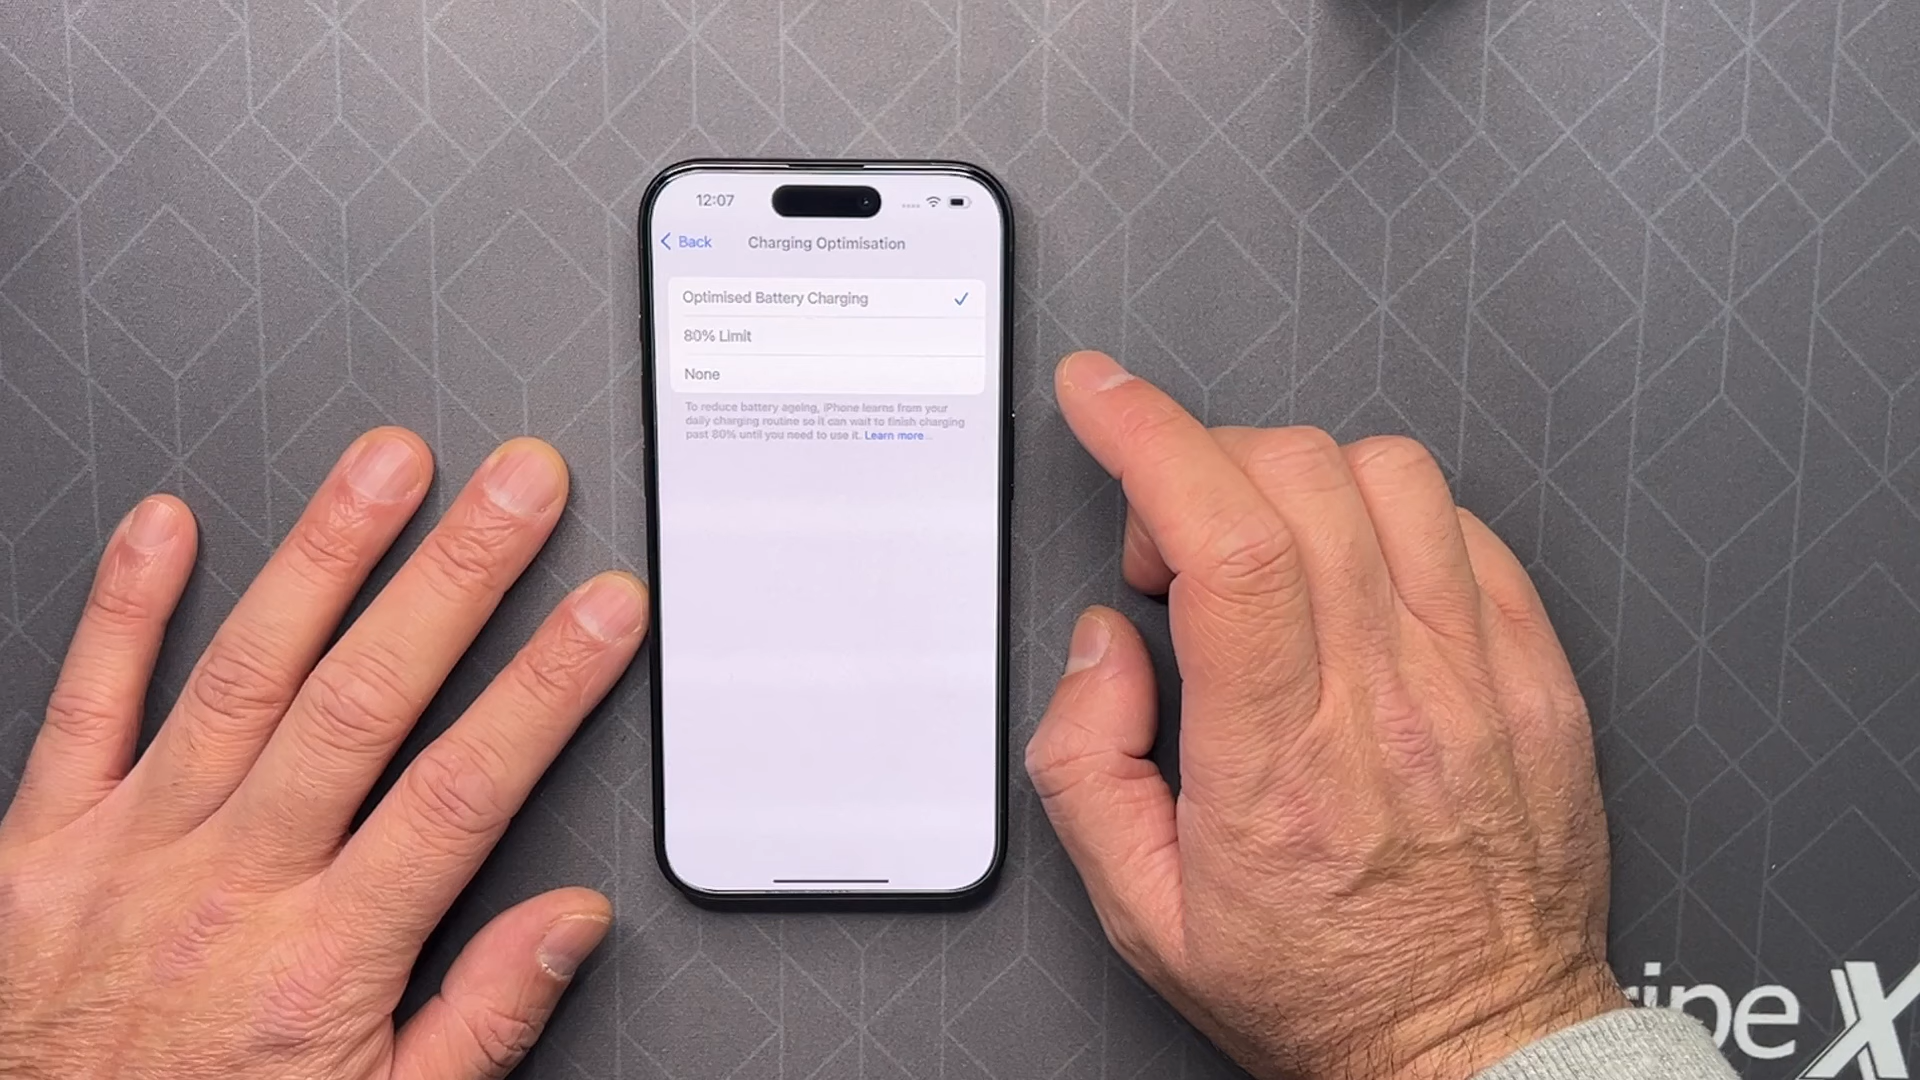 12:07
Back
Charging Optimisation
Optimised Battery Charging
80% Limit
None
To reduce battery ageing, iPhone learns from your
daily charging routine so it can wait to finish charging
past 80% until you need to use it. Learn more...
ipe X